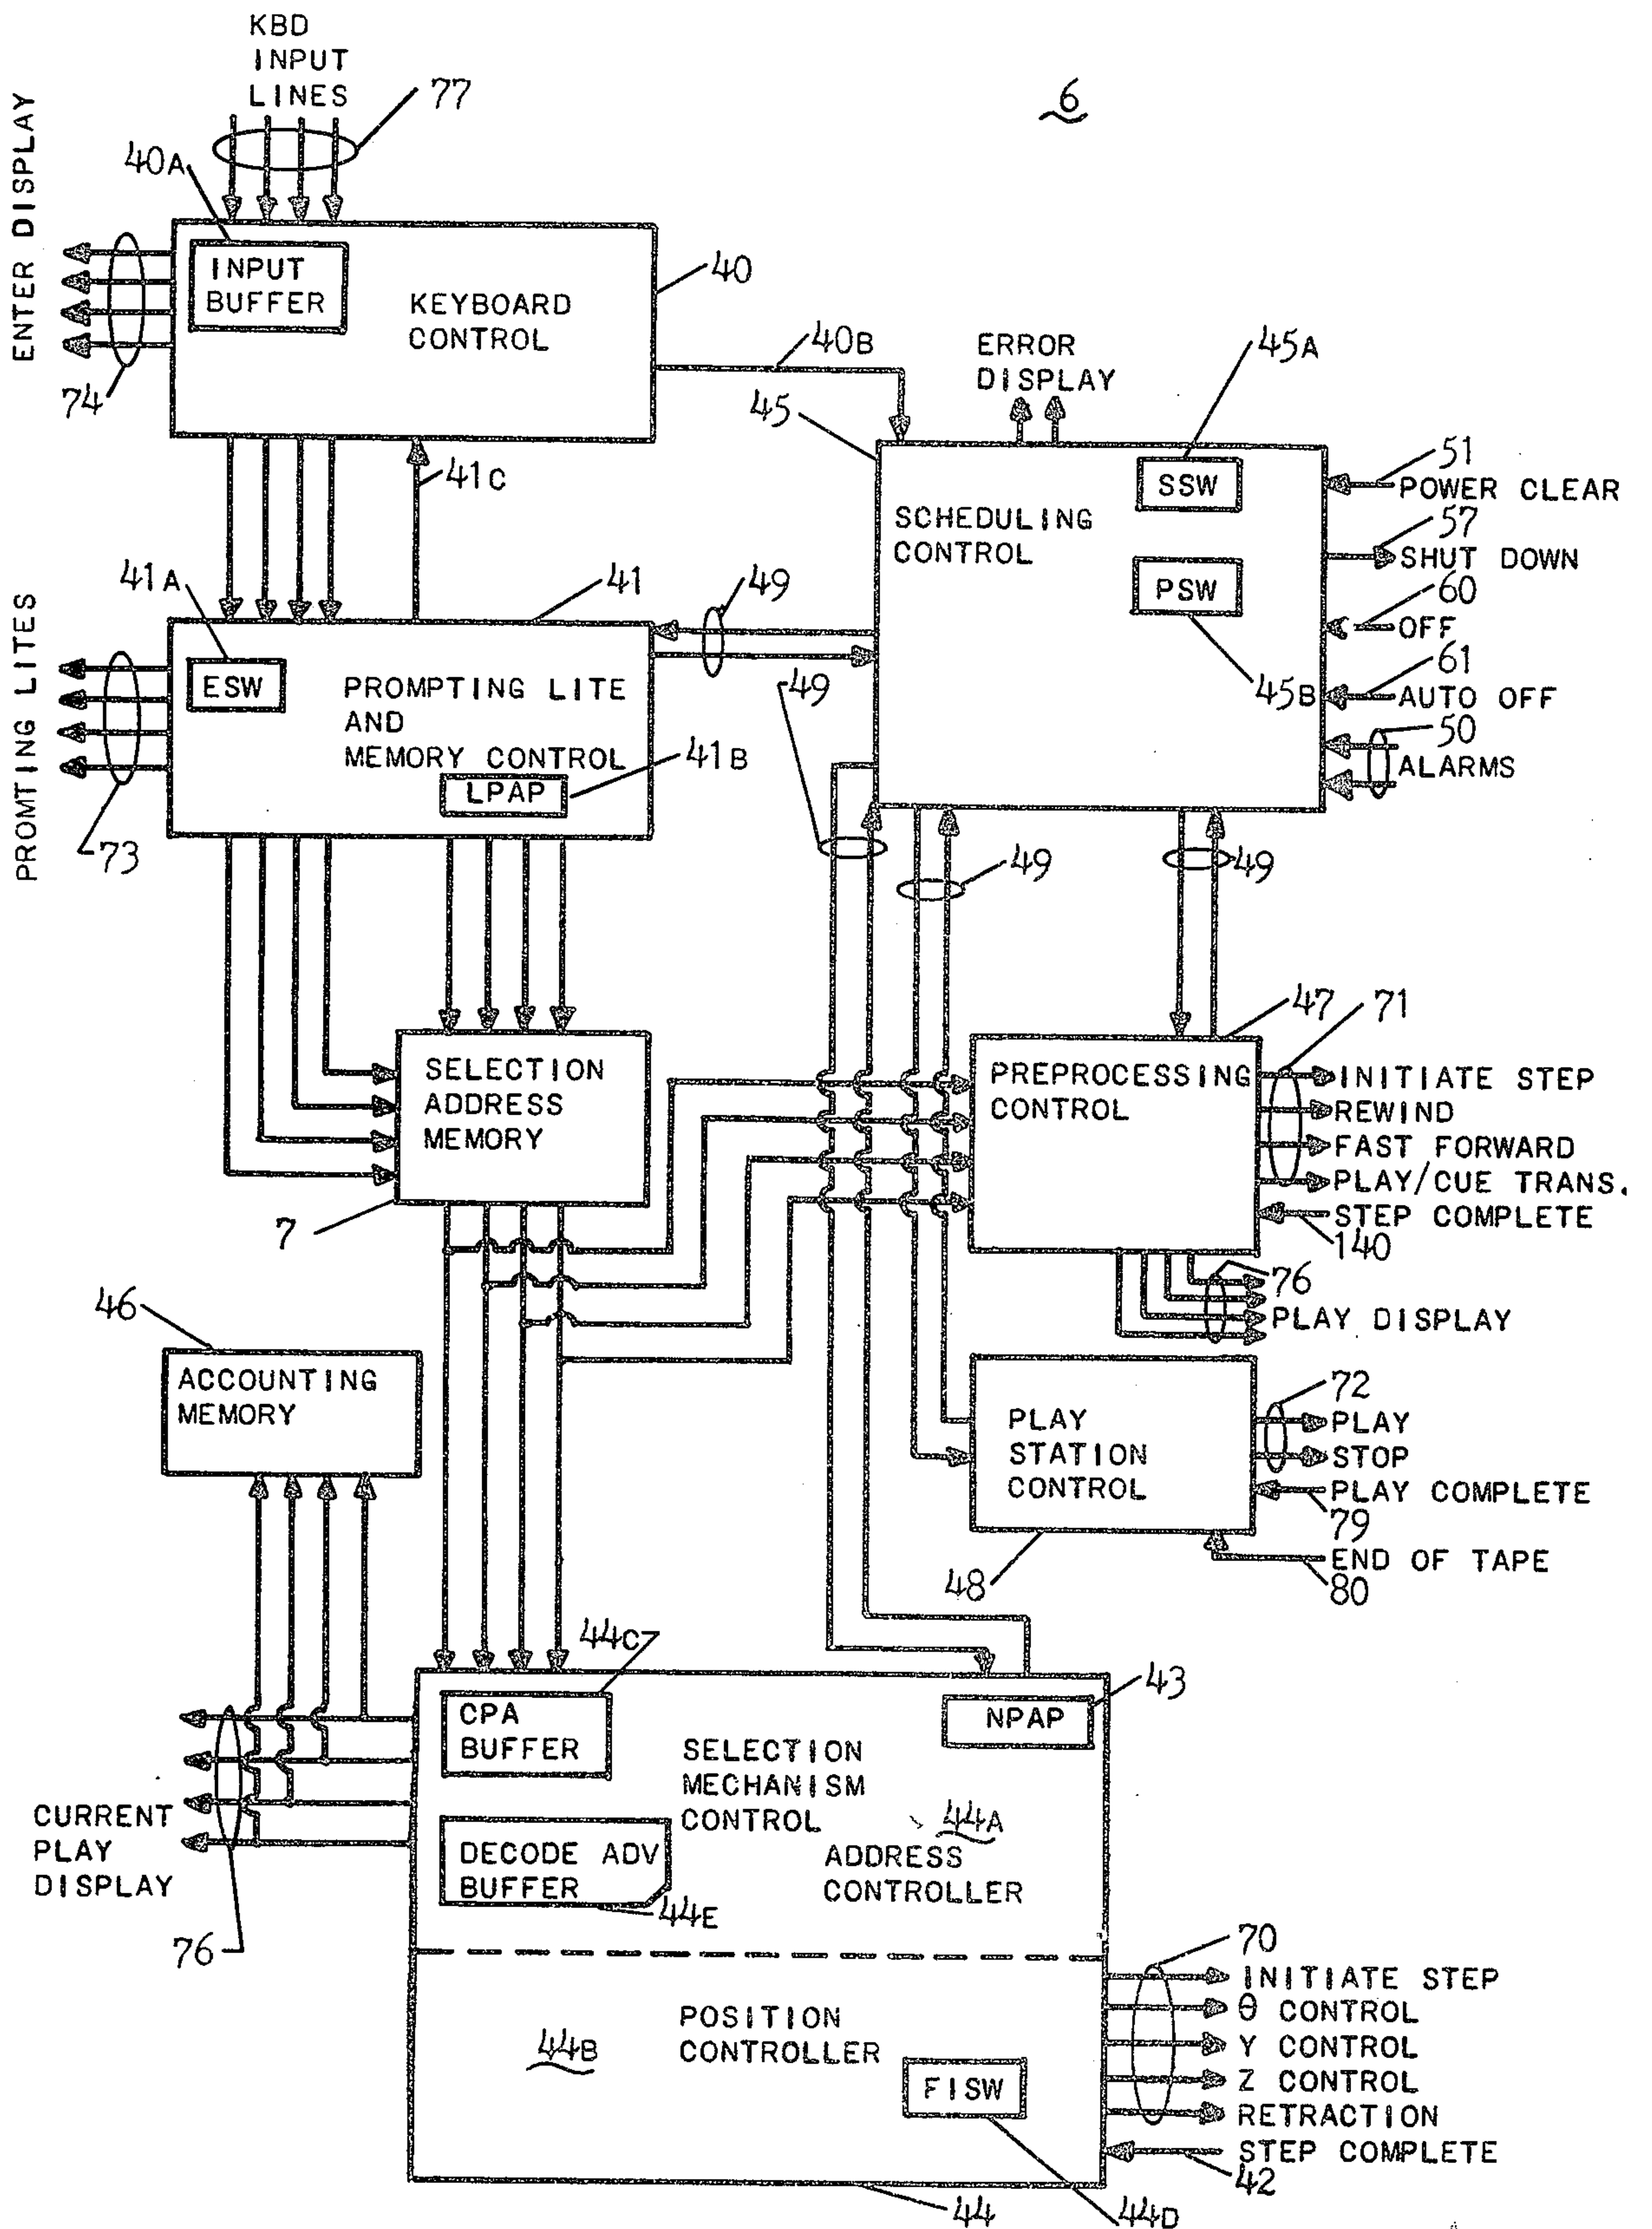 KBD
INPUT
LINES
77
6
40A
ENTER DISPLAY
INPUT
BUFFER
KEYBOARD
CONTROL
40
74
40B
ERROR
DISPLAY
45A
45
41C
SSW
51
POWER CLEAR
SCHEDULING
CONTROL
57
SHUT DOWN
PSW
60
OFF
45B
61
AUTO OFF
50
ALARMS
41A
41
49
PROMTING LITES
ESW
PROMPTING LITE
AND
MEMORY CONTROL
49
41B
LPAP
73
49
49
47
71
SELECTION
ADDRESS
MEMORY
7
PREPROCESSING
CONTROL
INITIATE STEP
REWIND
FAST FORWARD
PLAY/CUE TRANS.
STEP COMPLETE
140
76
PLAY DISPLAY
46
ACCOUNTING
MEMORY
PLAY
STATION
CONTROL
72
PLAY
STOP
PLAY COMPLETE
79
END OF TAPE
80
48
44C
43
CPA
BUFFER
NPAP
SELECTION
MECHANISM
CONTROL
44A
ADDRESS
CONTROLLER
DECODE ADV
BUFFER
44E
CURRENT
PLAY
DISPLAY
76
70
INITIATE STEP
θ CONTROL
Y CONTROL
Z CONTROL
RETRACTION
STEP COMPLETE
42
POSITION
CONTROLLER
44B
FISW
44
44D